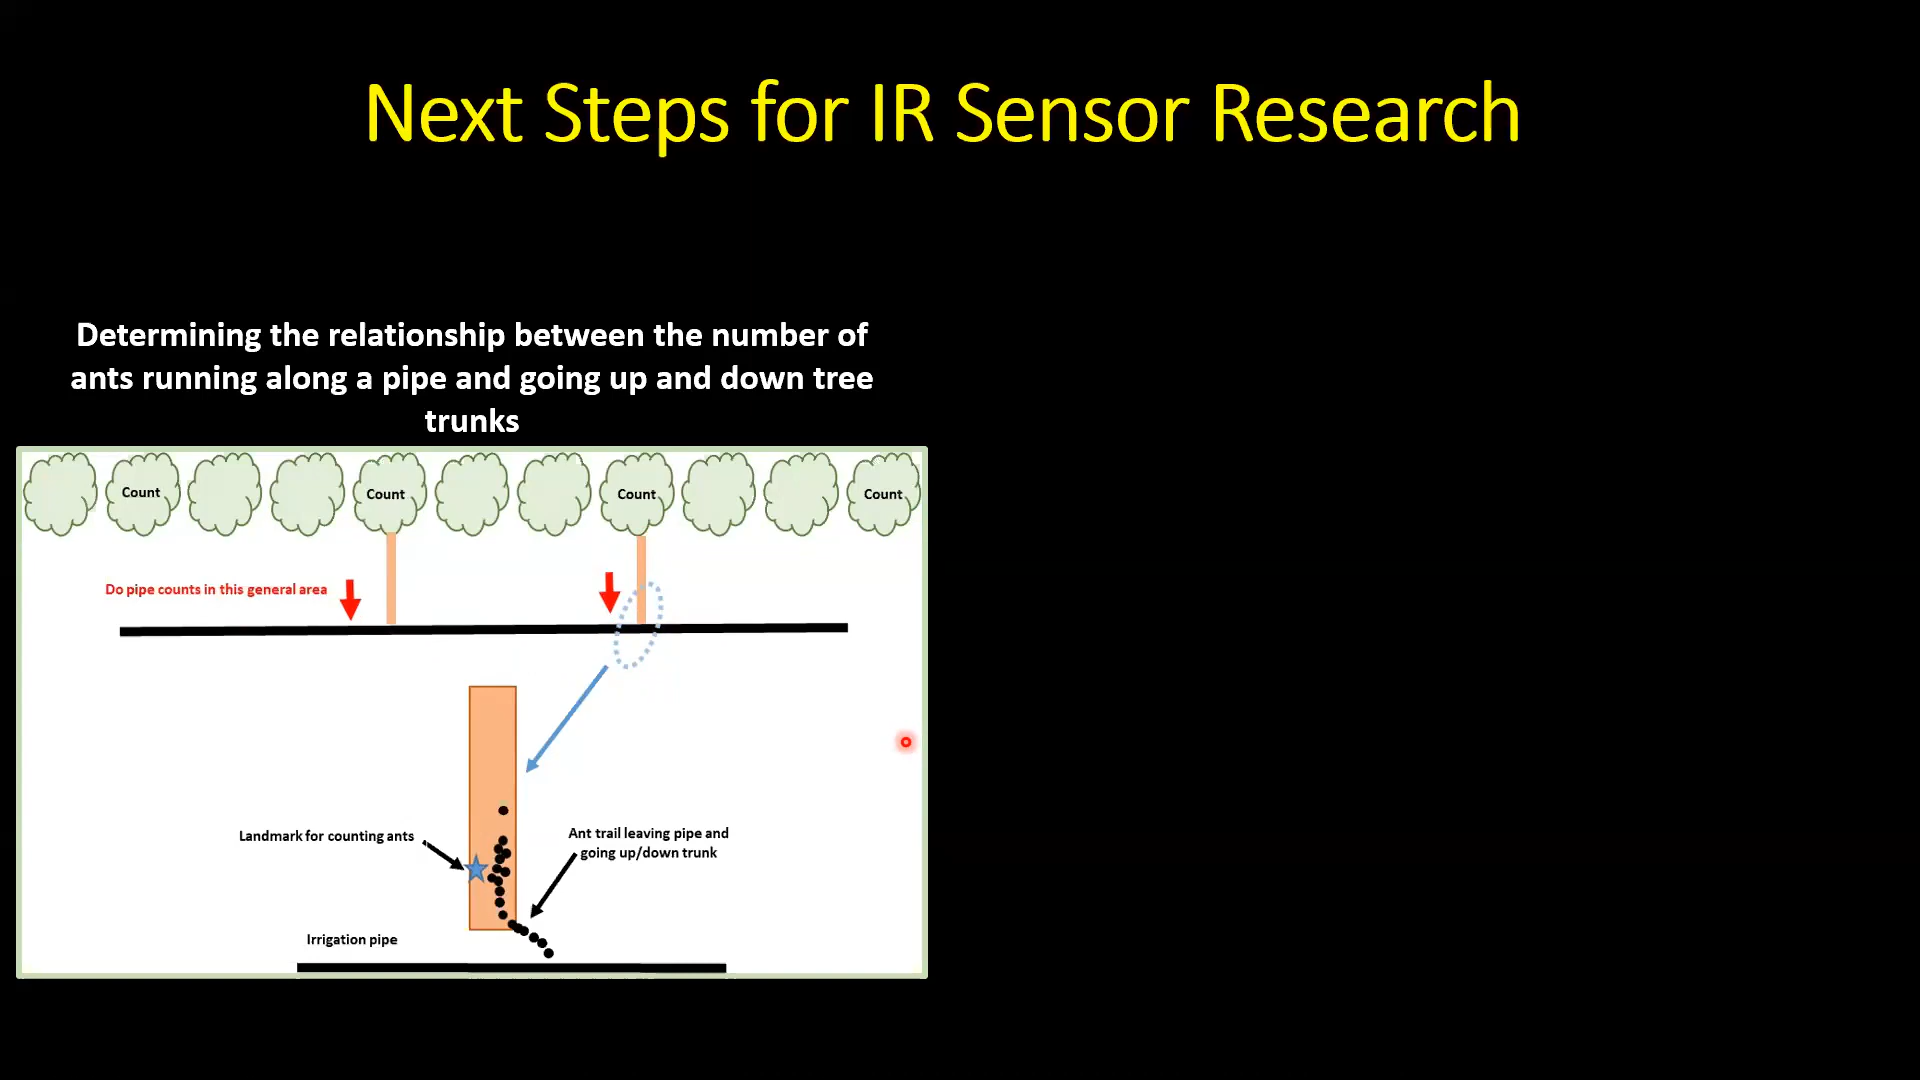 Next Steps for IR Sensor Research
Determining the relationship between the number of
ants running along a pipe and going up and down tree
trunks
Count
Count
Count
Count
Do pipe counts in this general area
Landmark for counting ants
Ant trail leaving pipe and
going up/down trunk
Irrigation pipe